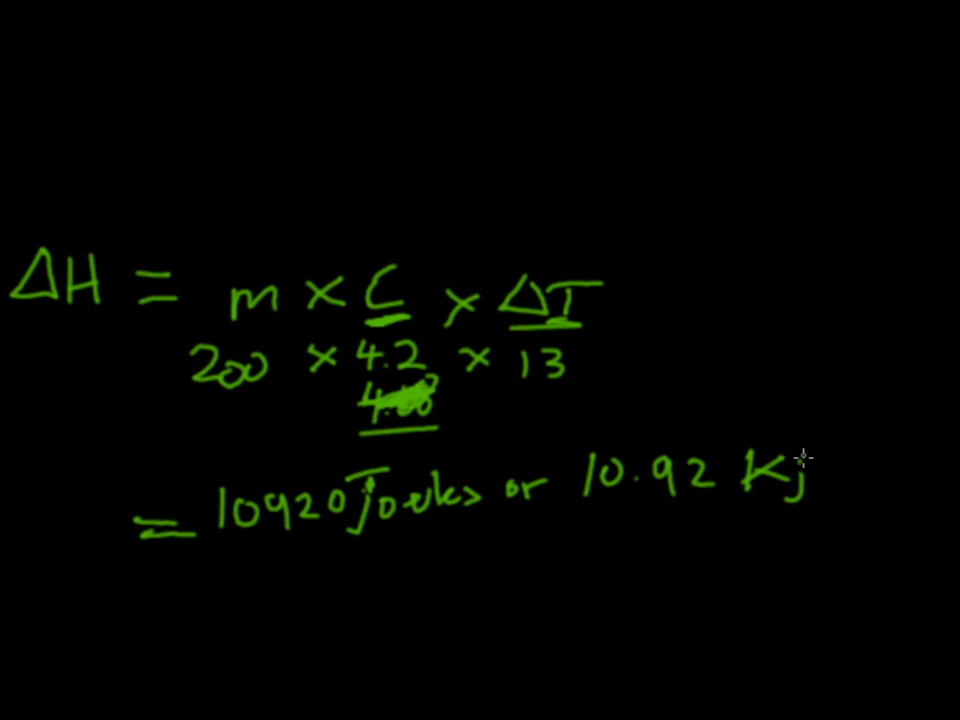 ΔH = m × C × ΔT
200 × 4.2 × 13
= 10920 Joules or 10.92 Kj